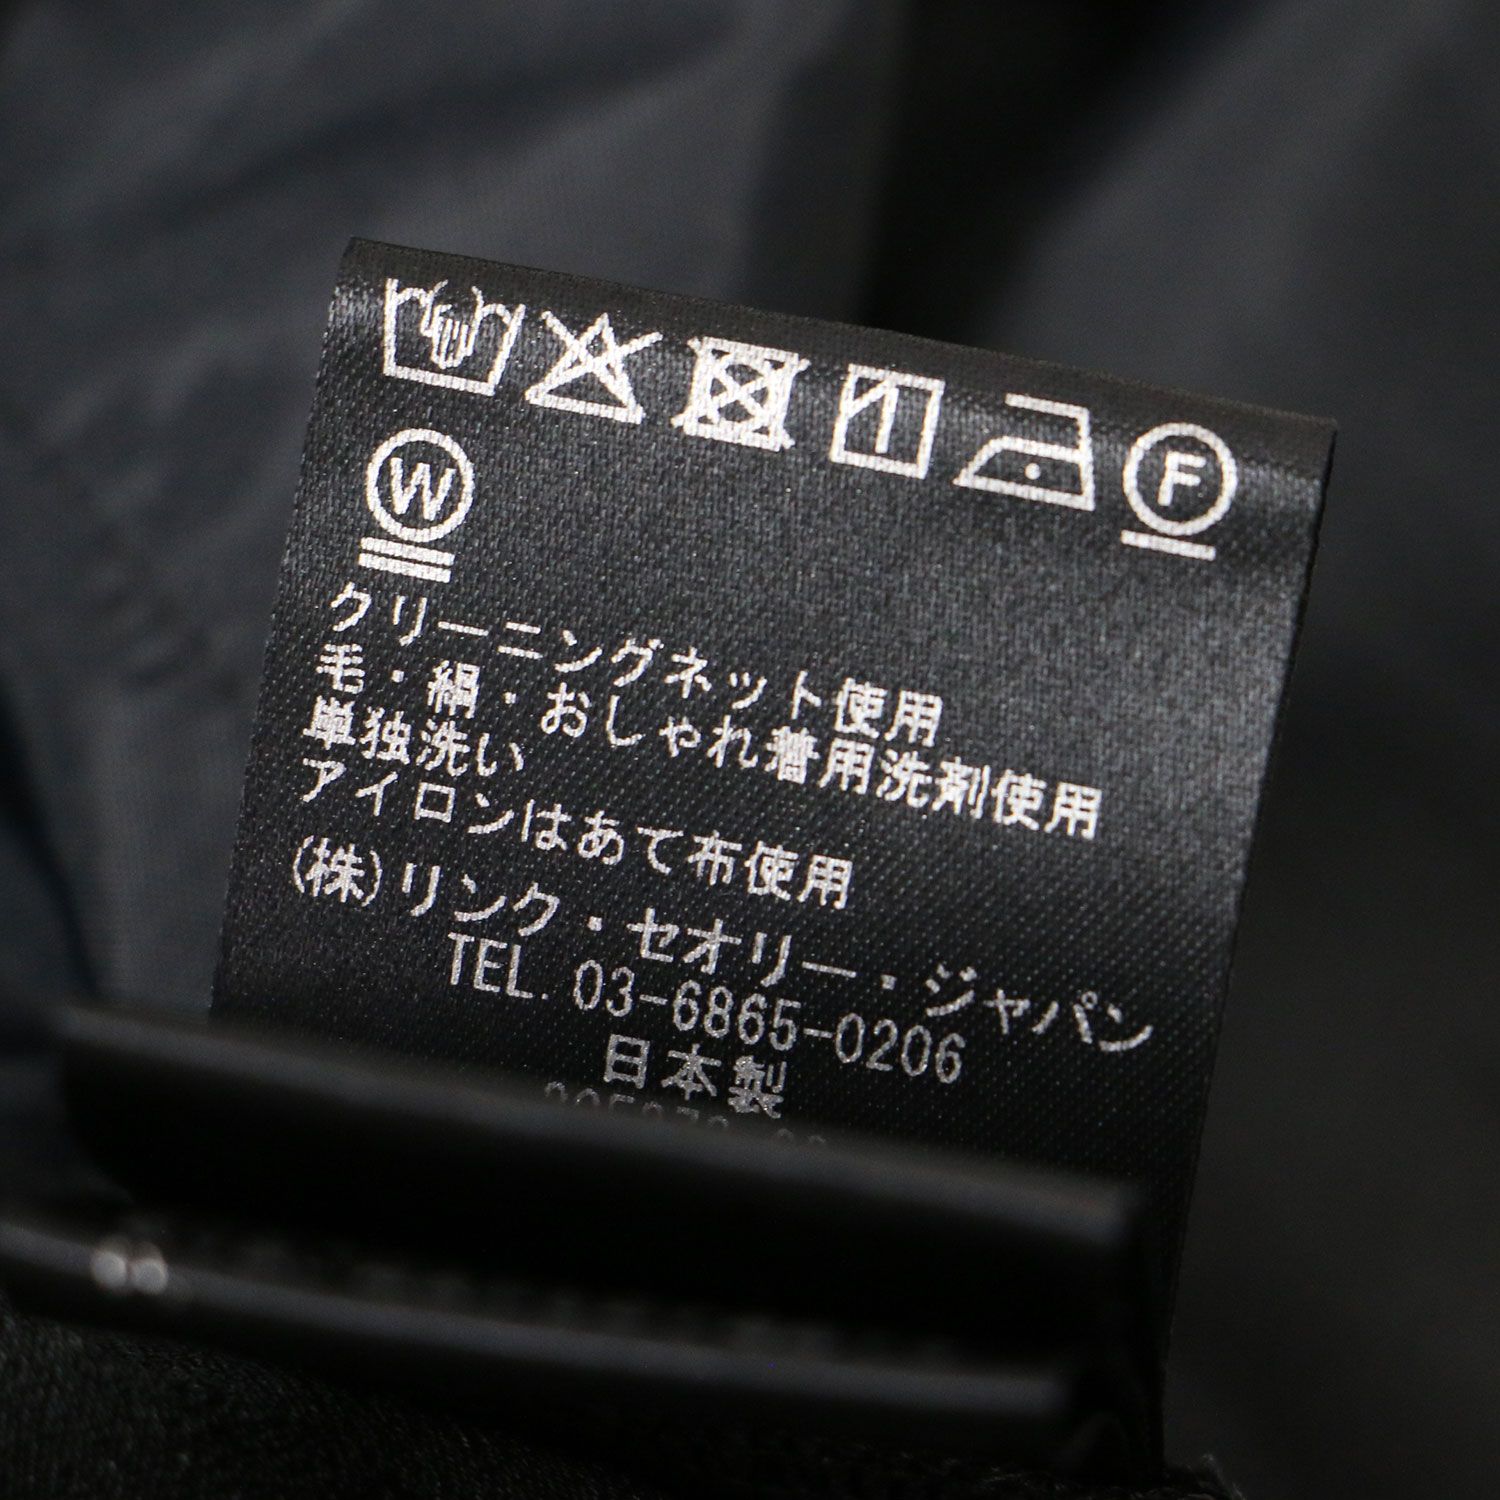 F
W
クリーニングネット使用
毛・絹・おしゃれ着用洗剤使用
単独洗い
アイロンはあて布使用
(株)リンク・セオリー・ジャパン
TEL. 03-6865-0206
日本製